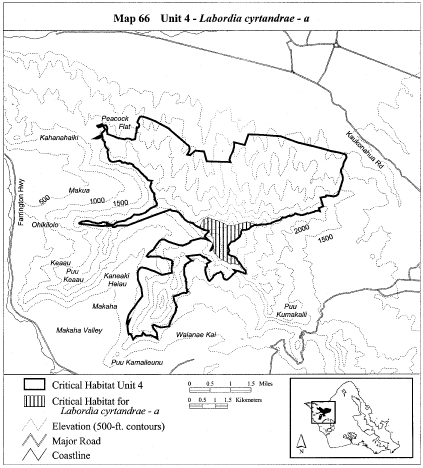 Map 66 Unit 4 - Labordia cyrtandrae - a
Peacock
Flat
Kahanahaiki
Kaukonahua Rd
Makua
500
1000
1500
Farrington Hwy
Ohikilolo
2000
1500
Keaau
Puu
Keaau
Kaneaki
Heiau
Makaha
Puu
Kumakalii
Makaha Valley
Waianae Kai
Puu Kamaileunu
Critical Habitat Unit 4
Critical Habitat for
Labordia cyrtandrae - a
Elevation (500-ft. contours)
Major Road
Coastline
0 0.5 1 1.5 Miles
0 0.5 1 1.5 Kilometers
N